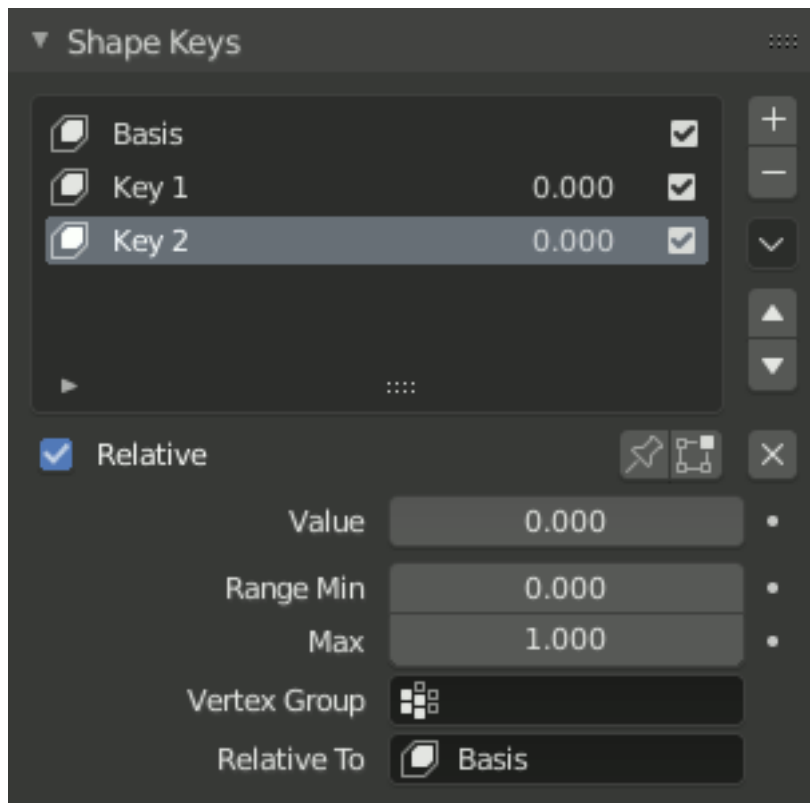 Shape Keys
Basis
Key 1 0.000
Key 2 0.000
Relative
Value 0.000
Range Min 0.000
Max 1.000
Vertex Group
Relative To Basis